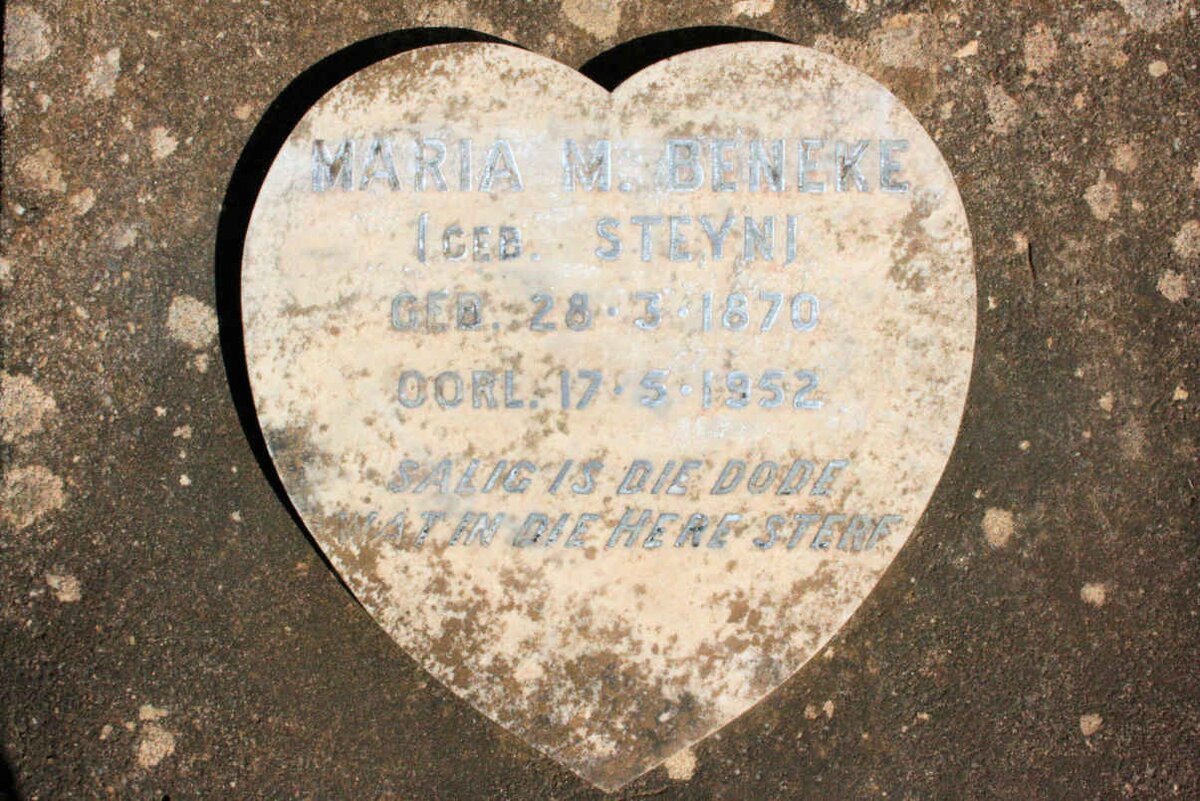 MARIA M. BENEKE
(GEB. STEYN)
GEB. 28·3·1870
OORL. 17·5·1952
SALIG IS DIE DODE
WAT IN DIE HERE STERF